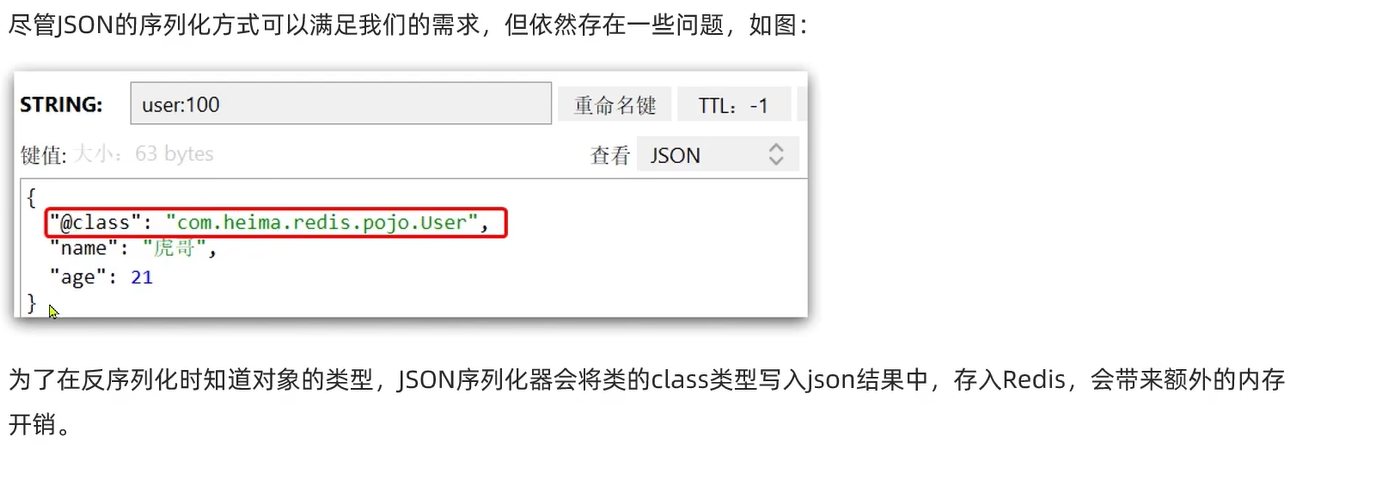 尽管JSON的序列化方式可以满足我们的需求，但依然存在一些问题，如图：
STRING: user:100 重命名键 TTL：-1
键值: 大小：63 bytes 查看 JSON
{
"@class": "com.heima.redis.pojo.User",
"name": "虎哥",
"age": 21
}
为了在反序列化时知道对象的类型，JSON序列化器会将类的class类型写入json结果中，存入Redis，会带来额外的内存
开销。